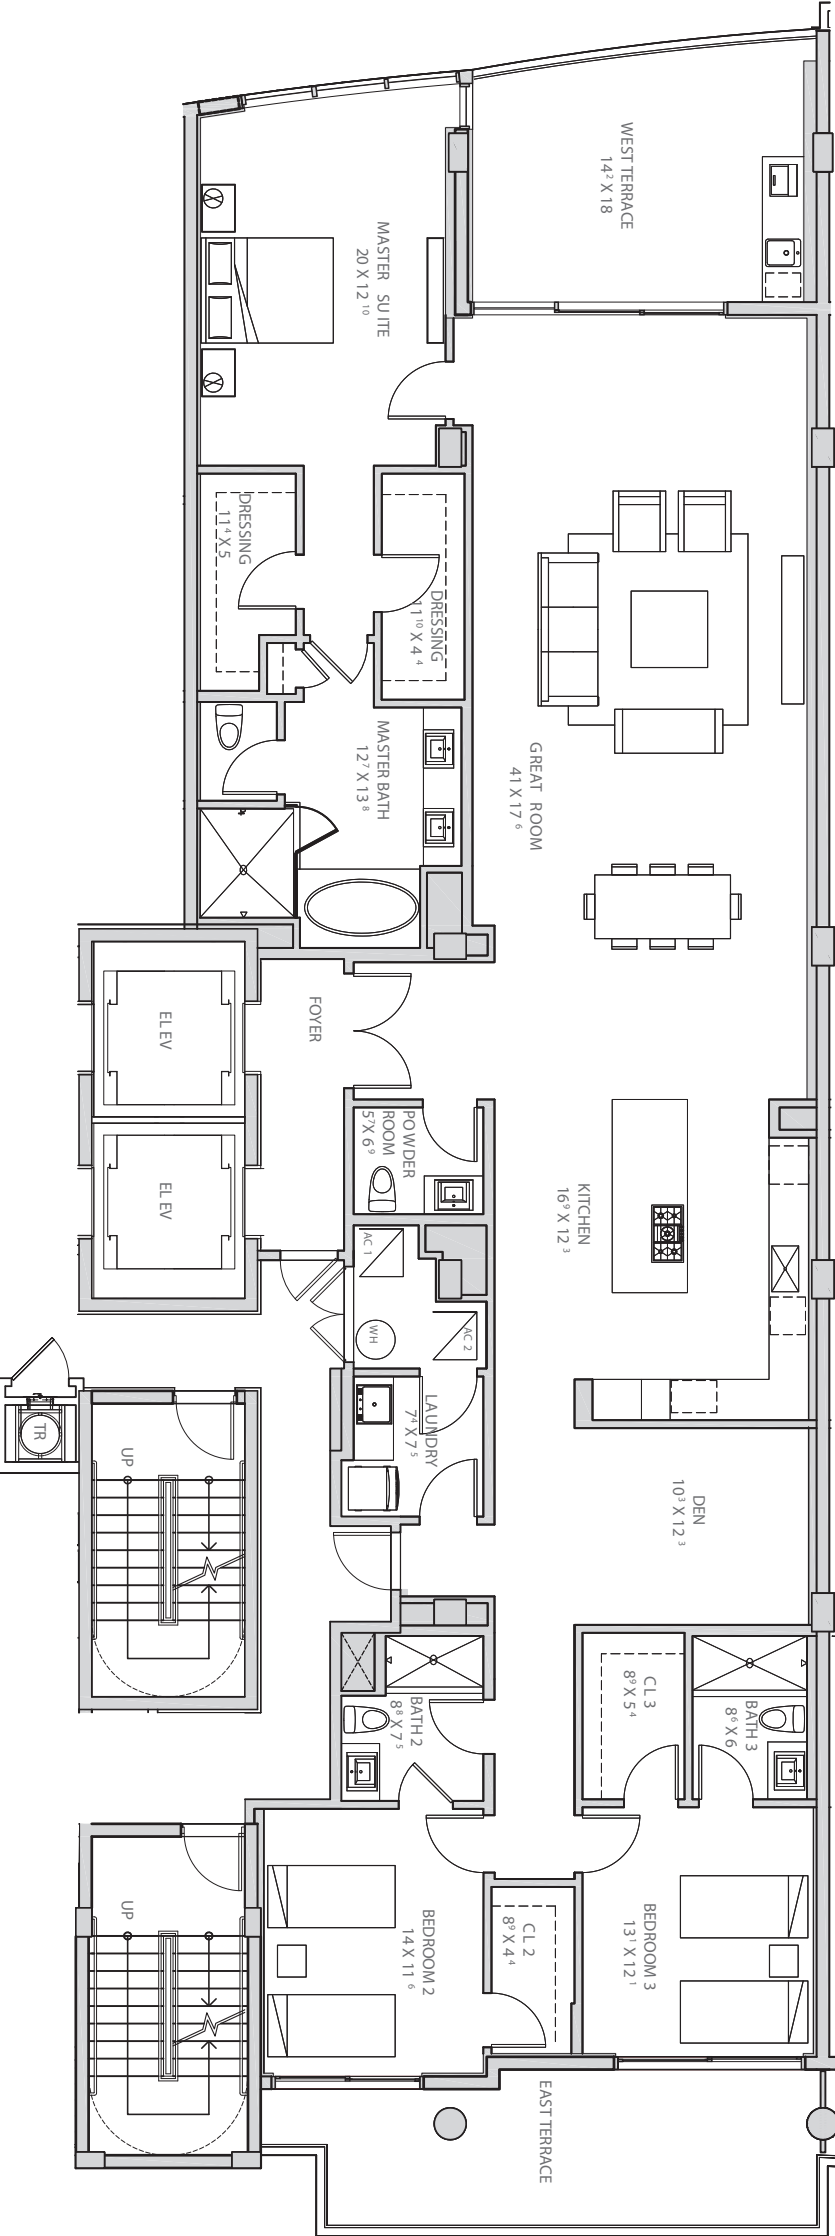 WEST TERRACE
14² X 18
MASTER SUITE
20 X 12¹⁰
DRESSING
11⁴ X 5
DRESSING
11¹⁰ X 4⁴
MASTER BATH
12⁷ X 13⁸
GREAT ROOM
41 X 17⁶
ELEV
FOYER
POWDER
ROOM
5⁷ X 6⁹
ELEV
KITCHEN
16⁹ X 12³
AC 1
WH
AC 2
LAUNDRY
7⁴ X 7⁵
TR
UP
DEN
10³ X 12³
CL 3
8⁹ X 5⁴
BATH 3
8⁶ X 6
BATH 2
8⁸ X 7⁵
UP
BEDROOM 2
14 X 11⁶
CL 2
8⁹ X 4⁴
BEDROOM 3
13¹ X 12¹
EAST TERRACE